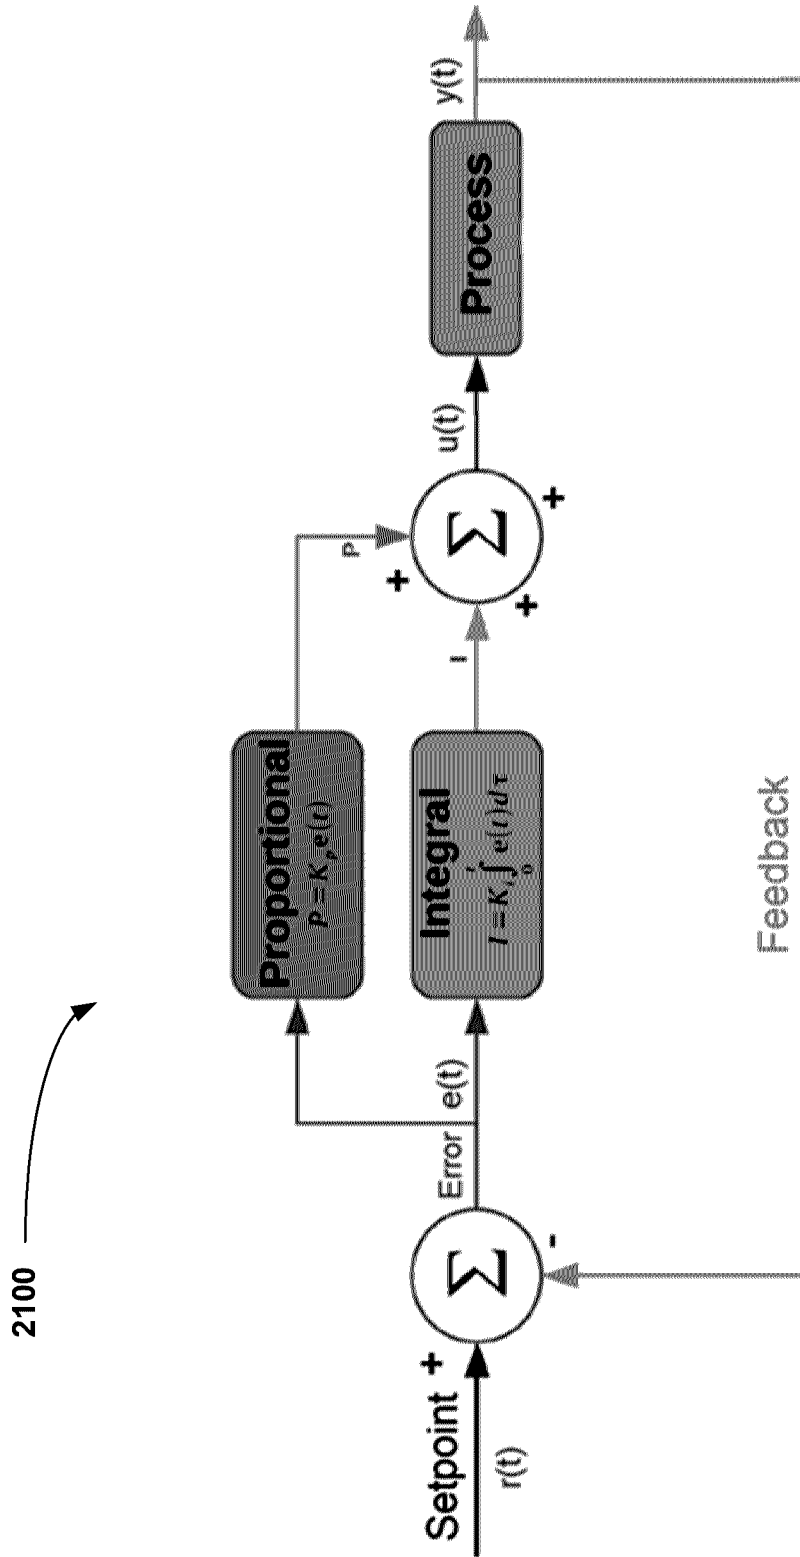 2100
Setpoint +
r(t)
Σ
-
Error e(t)
Proportional
P = K_p e(t)
Integral
I = K_i ∫_0^t e(t) dτ
P
I
+
+
+
Σ
u(t)
Process
y(t)
Feedback